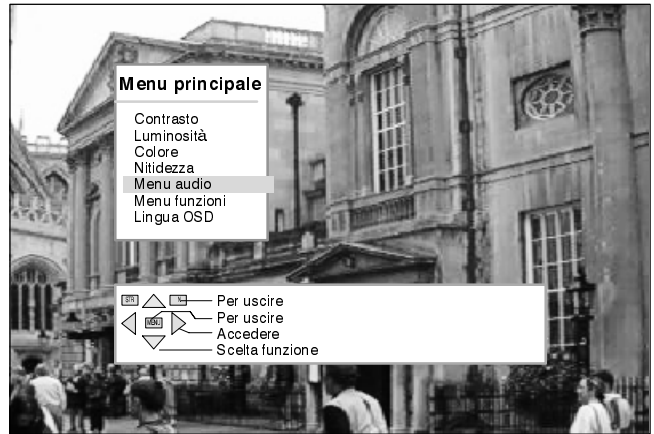 Menu principale
Contrasto
Luminosità
Colore
Nitidezza
Menu audio
Menu funzioni
Lingua OSD
Per uscire
MENU
Per uscire
Accedere
Scelta funzione